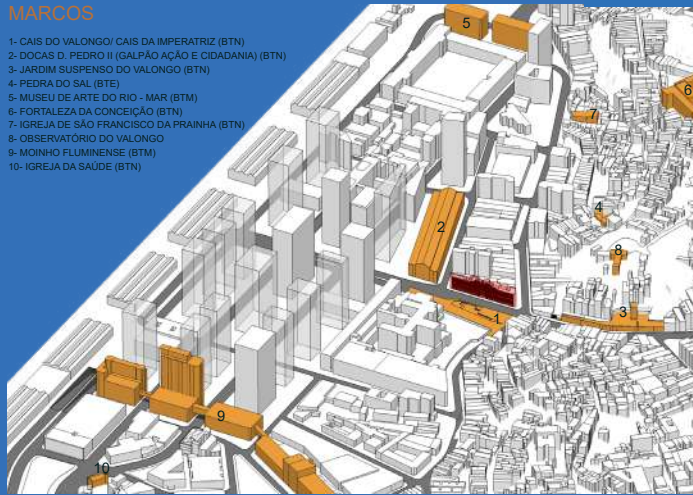 MARCOS
1- CAIS DO VALONGO/ CAIS DA IMPERATRIZ (BTN)
2- DOCAS D. PEDRO II (GALPÃO AÇÃO E CIDADANIA) (BTN)
3- JARDIM SUSPENSO DO VALONGO (BTN)
4- PEDRA DO SAL (BTE)
5- MUSEU DE ARTE DO RIO - MAR (BTM)
6- FORTALEZA DA CONCEIÇÃO (BTN)
7- IGREJA DE SÃO FRANCISCO DA PRAINHA (BTN)
8- OBSERVATÓRIO DO VALONGO
9- MOINHO FLUMINENSE (BTM)
10- IGREJA DA SAÚDE (BTN)
5
6
7
4
2
8
3
1
9
10